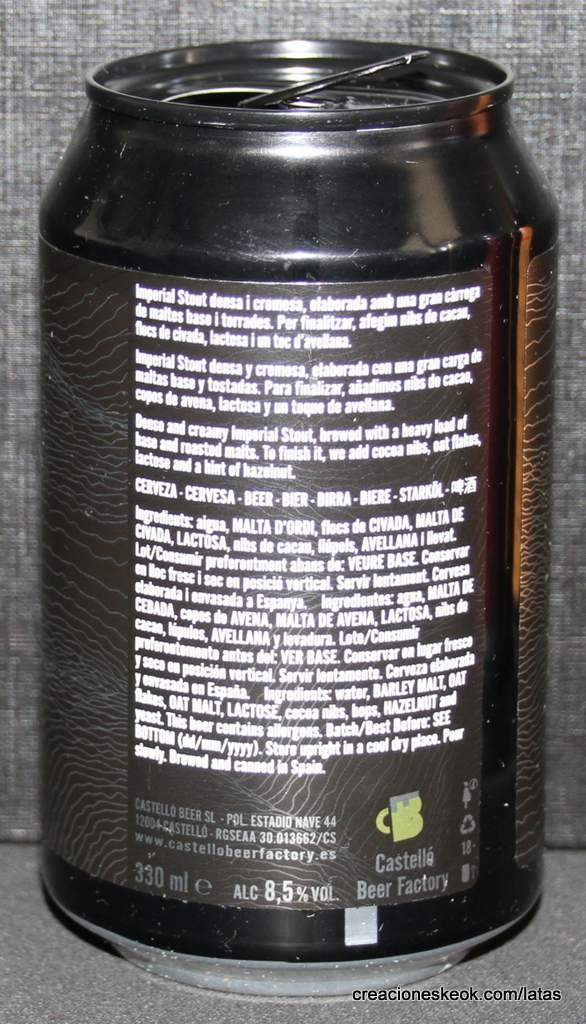 Imperial Stout densa i cremosa, elaborada amb una gran càrrega
de maltes base i torrades. Per finalitzar, afegim nibs de cacau,
flocs de civada, lactosa i un toc d'avellana.
Imperial Stout densa y cremosa, elaborada con una gran carga de
maltas base y tostadas. Para finalizar, añadimos nibs de cacao,
copos de avena, lactosa y un toque de avellana.
Dense and creamy Imperial Stout, brewed with a heavy load of
base and roasted malts. To finish it, we add cocoa nibs, oat flakes,
lactose and a hint of hazelnut.
CERVEZA - CERVESA - BEER - BIER - BIRRA - BIERE - STARKÖL - 啤酒
Ingredients: aigua, MALTA D'ORDI, flocs de CIVADA, MALTA DE
CIVADA, LACTOSA, nibs de cacau, llúpols, AVELLANA i llevat.
Lot/Consumir preferentment abans de: VEURE BASE. Conservar
en lloc fresc i sec en posició vertical. Servir lentament. Cervesa
elaborada i envasada a Espanya. Ingredientes: agua, MALTA DE
CEBADA, copos de AVENA, MALTA DE AVENA, LACTOSA, nibs de
cacao, lúpulos, AVELLANA y levadura. Lote/Consumir
preferentemente antes del: VER BASE. Conservar en lugar fresco
y seco en posición vertical. Servir lentamente. Cerveza elaborada
y envasada en España. Ingredients: water, BARLEY MALT, OAT
flakes, OAT MALT, LACTOSE, cocoa nibs, hops, HAZELNUT and
yeast. This beer contains allergens. Batch/Best Before: SEE
BOTTOM (dd/mm/yyyy). Store upright in a cool dry place. Pour
slowly. Brewed and canned in Spain.
CASTELLÓ BEER SL - POL. ESTADIO NAVE 44
12004 CASTELLÓ - RGSEAA 30.013662/CS
www.castellobeerfactory.es
330 ml e ALC 8,5% VOL.
CB
Castelló
Beer Factory
18
creacioneskeok.com/latas